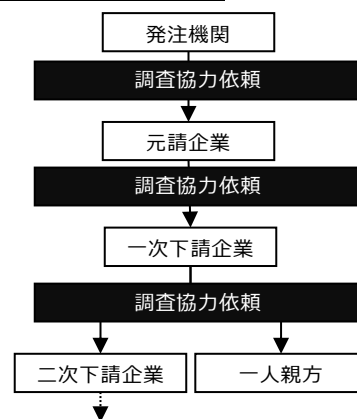 発注機関
調査協力依頼
元請企業
調査協力依頼
一次下請企業
調査協力依頼
二次下請企業
一人親方